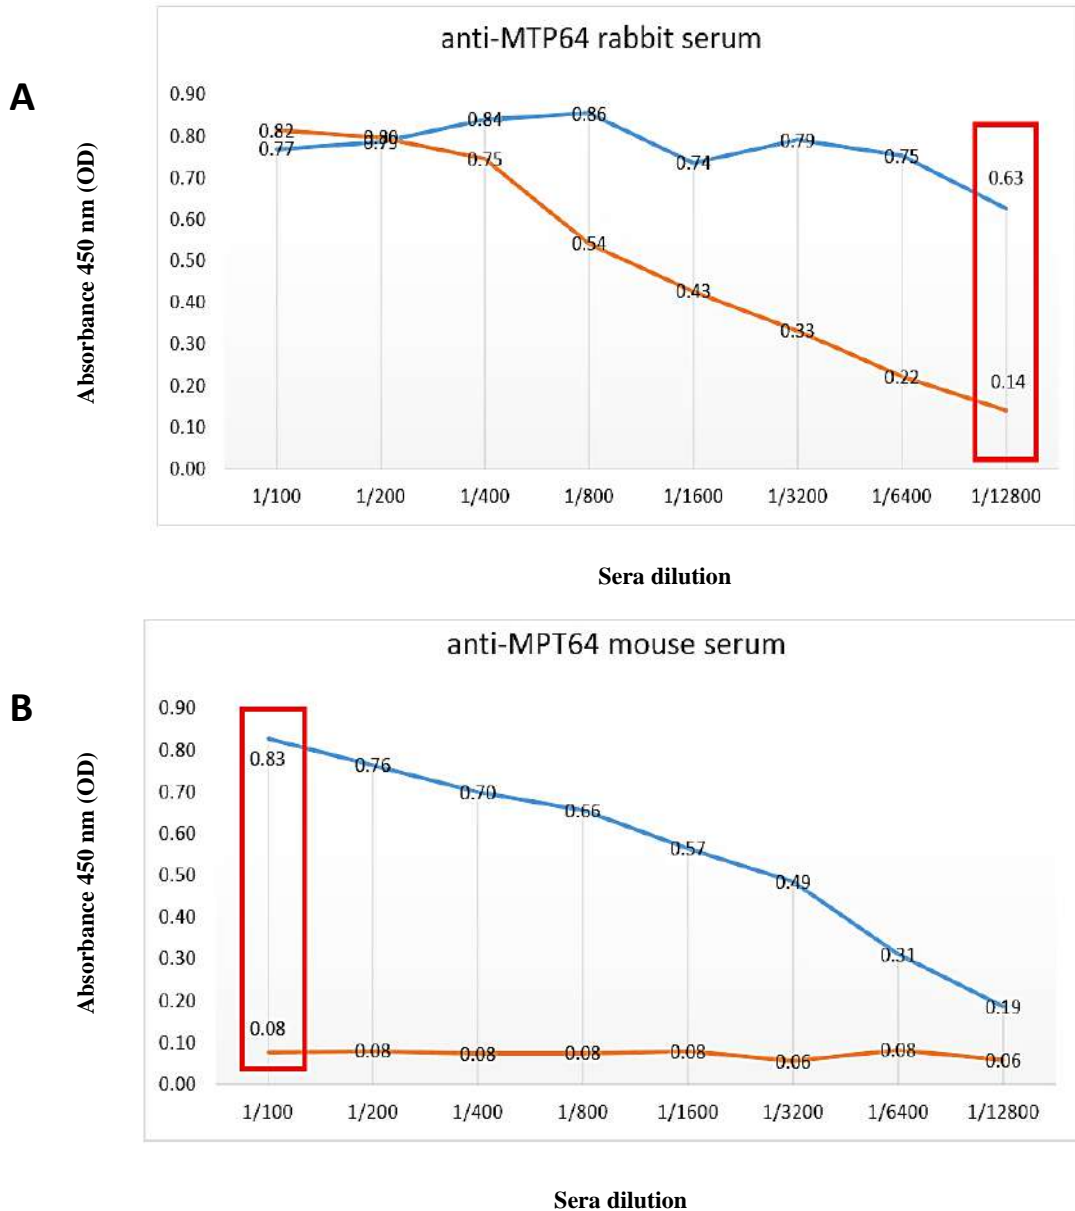 anti-MTP64 rabbit serum
A
Absorbance 450 nm (OD)
0.90
0.80
0.70
0.60
0.50
0.40
0.30
0.20
0.10
0.00
0.77 0.84 0.86 0.74 0.79 0.75 0.63
0.82 0.75 0.54 0.43 0.33 0.22 0.14
1/100 1/200 1/400 1/800 1/1600 1/3200 1/6400 1/12800
Sera dilution
anti-MPT64 mouse serum
B
Absorbance 450 nm (OD)
0.90
0.80
0.70
0.60
0.50
0.40
0.30
0.20
0.10
0.00
0.83 0.76 0.70 0.66 0.57 0.49 0.31 0.19
0.08 0.08 0.08 0.08 0.08 0.06 0.08 0.06
1/100 1/200 1/400 1/800 1/1600 1/3200 1/6400 1/12800
Sera dilution